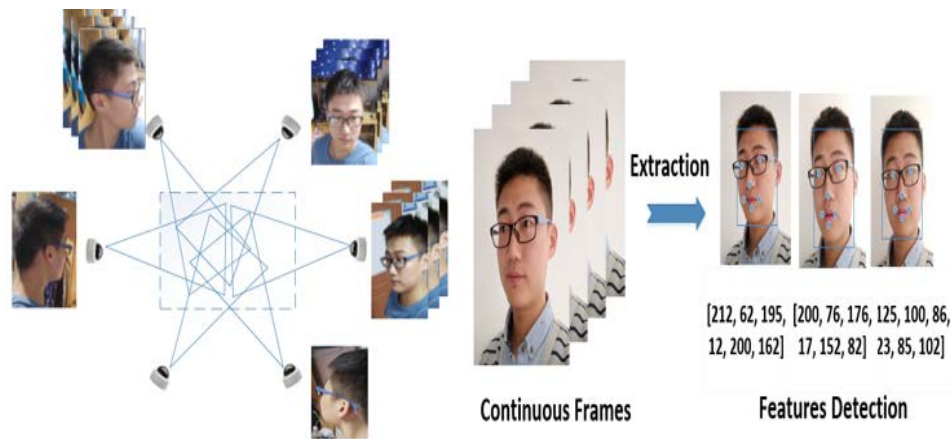 Extraction
[212, 62, 195, [200, 76, 176, 125, 100, 86,
12, 200, 162] 17, 152, 82] 23, 85, 102]
Continuous Frames
Features Detection